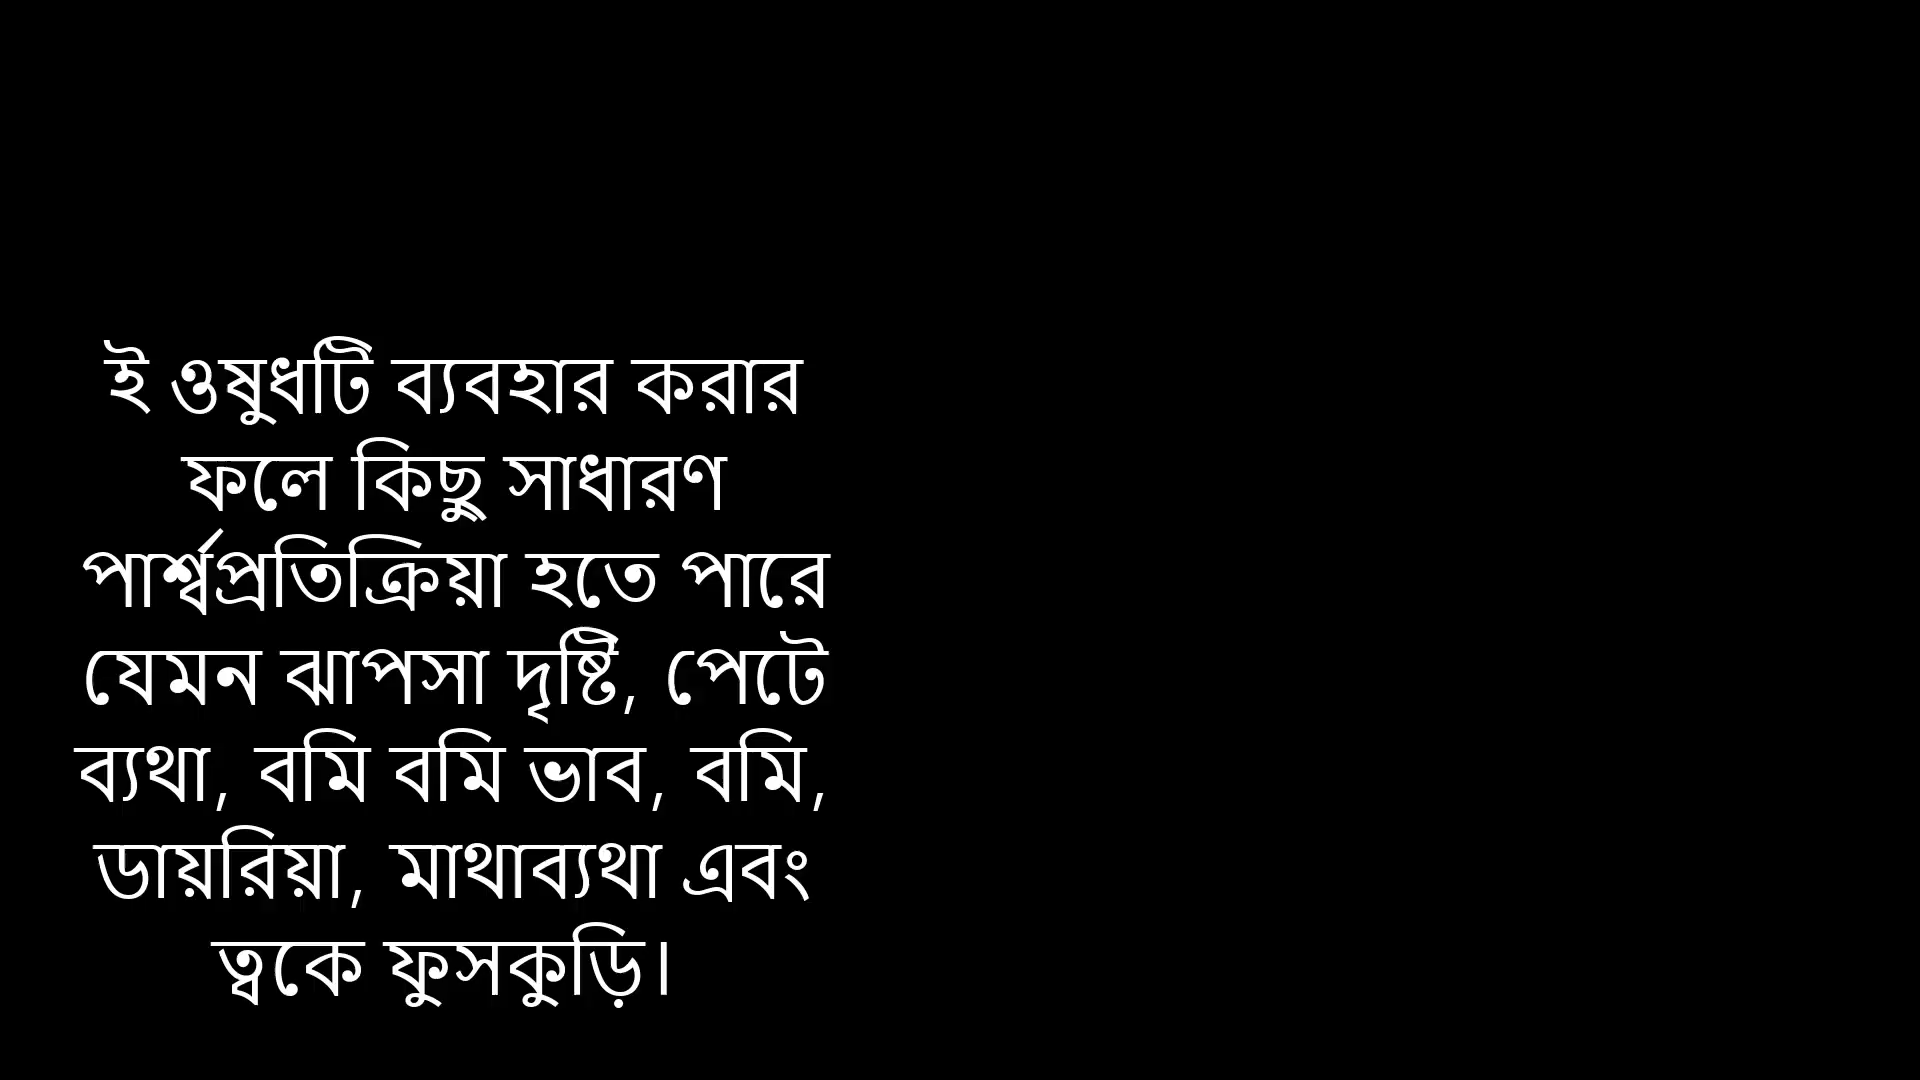 ই ওষুধটি ব্যবহার করার
ফলে কিছু সাধারণ
পার্শ্বপ্রতিক্রিয়া হতে পারে
যেমন ঝাপসা দৃষ্টি, পেটে
ব্যথা, বমি বমি ভাব, বমি,
ডায়রিয়া, মাথাব্যথা এবং
ত্বকে ফুসকুড়ি।